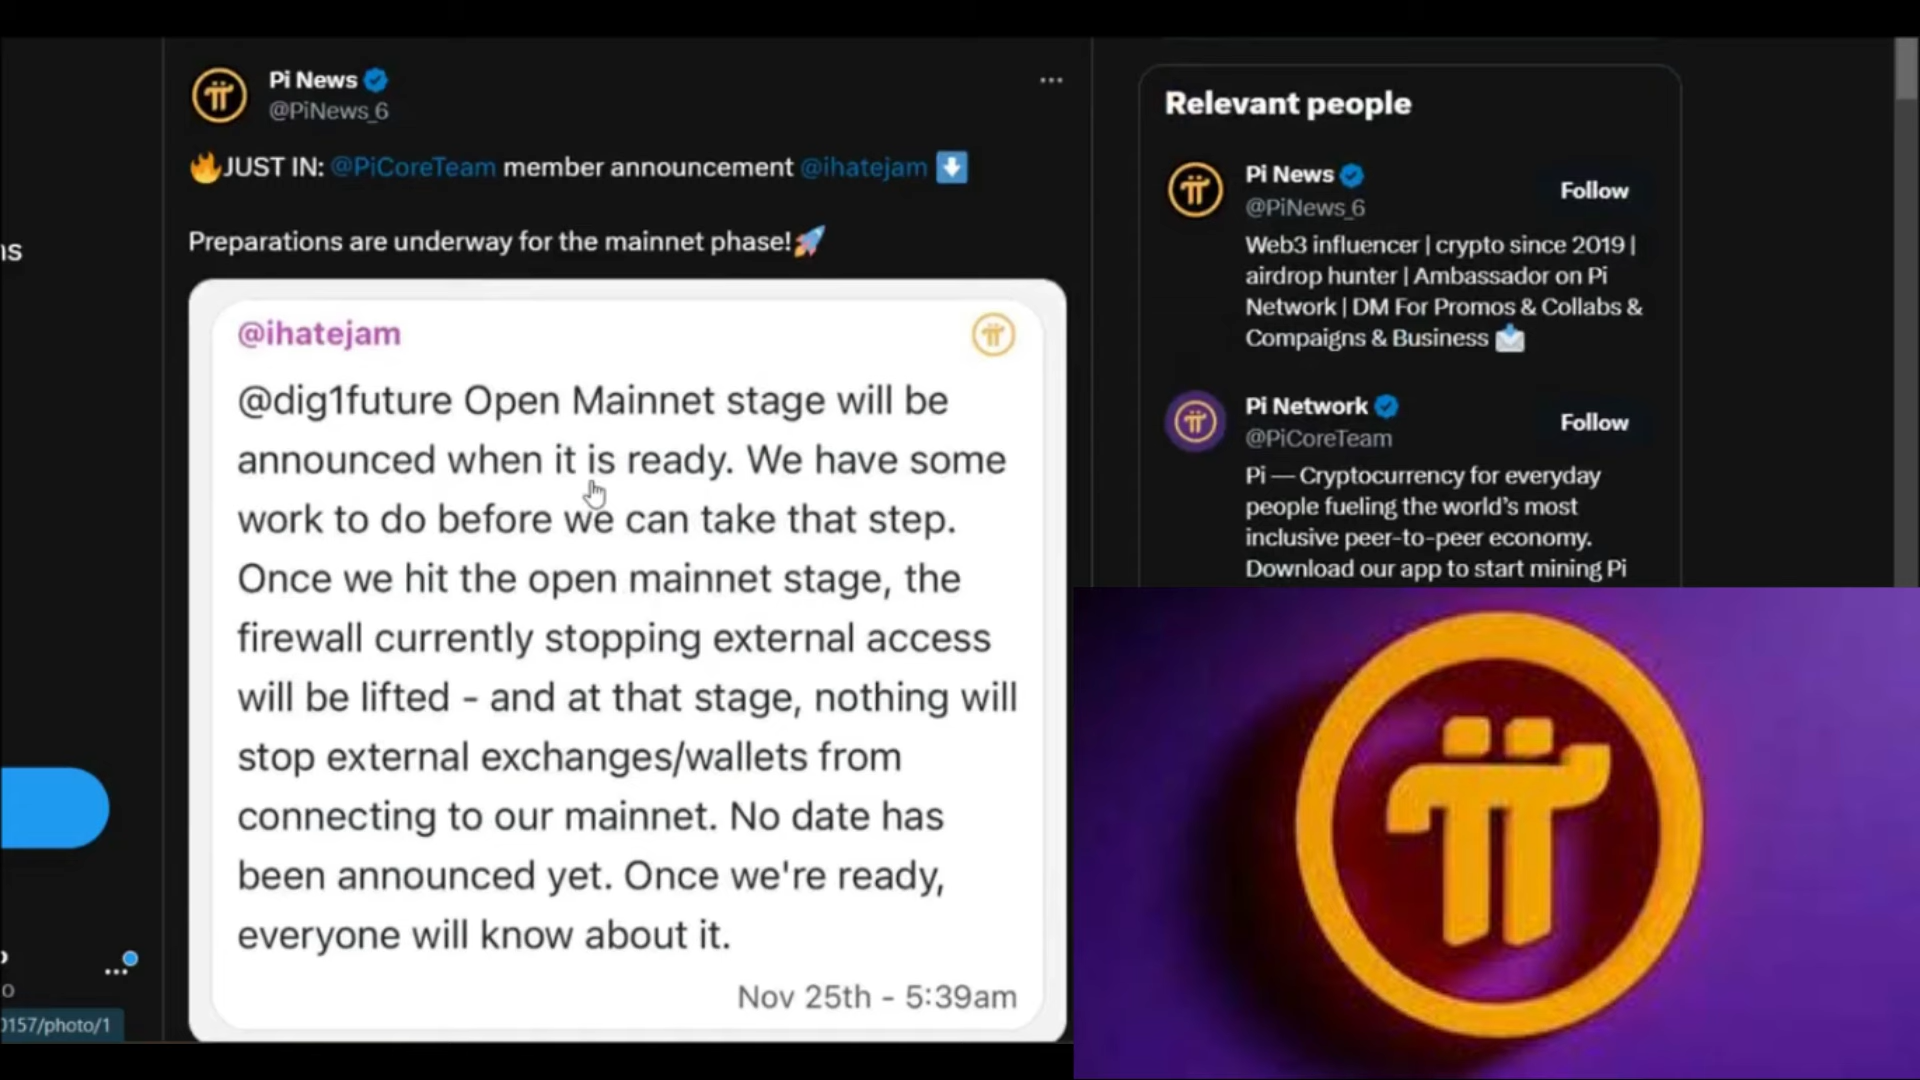 Pi News
@PiNews_6
🔥JUST IN: @PiCoreTeam member announcement @ihatejam ⬇️
Preparations are underway for the mainnet phase!🚀
@ihatejam
@dig1future Open Mainnet stage will be
announced when it is ready. We have some
work to do before we can take that step.
Once we hit the open mainnet stage, the
firewall currently stopping external access
will be lifted - and at that stage, nothing will
stop external exchanges/wallets from
connecting to our mainnet. No date has
been announced yet. Once we're ready,
everyone will know about it.
Nov 25th - 5:39am
Relevant people
Pi News
Follow
@PiNews_6
Web3 influencer | crypto since 2019 |
airdrop hunter | Ambassador on Pi
Network | DM For Promos & Collabs &
Compaigns & Business 📩
Pi Network
Follow
@PiCoreTeam
Pi — Cryptocurrency for everyday
people fueling the world's most
inclusive peer-to-peer economy.
Download our app to start mining Pi
0157/photo/1